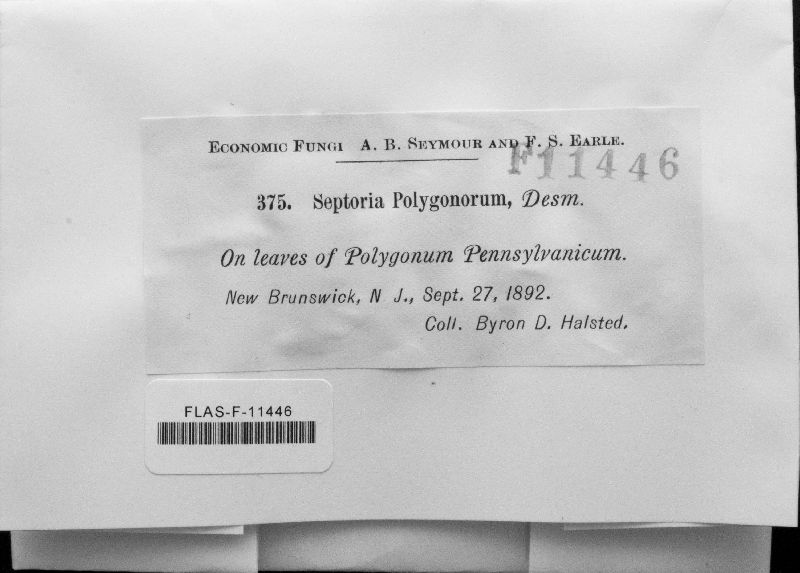 Economic Fungi A. B. Seymour and F. S. Earle.
F11446
375. Septoria Polygonorum, Desm.
On leaves of Polygonum Pennsylvanicum.
New Brunswick, N J., Sept. 27, 1892.
Coll. Byron D. Halsted.
FLAS-F-11446